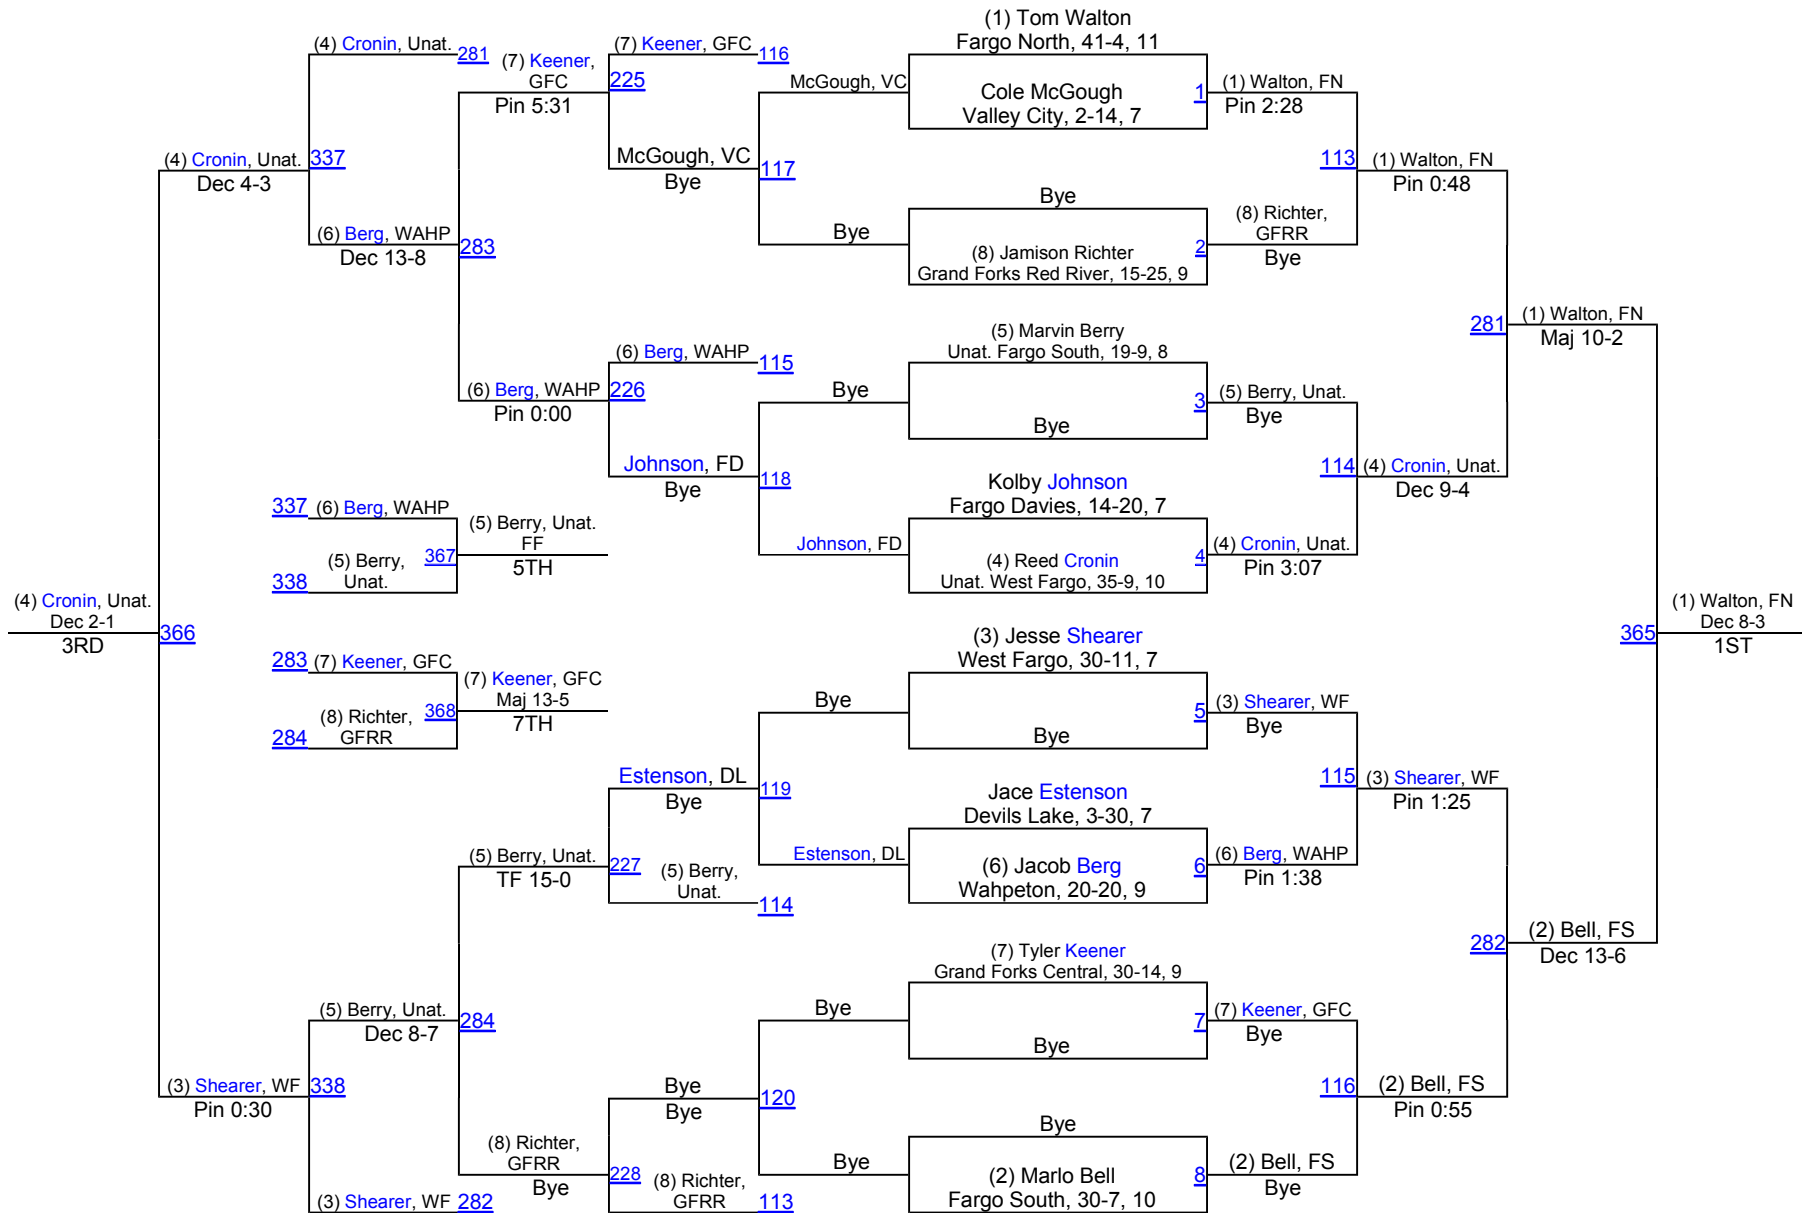 (1) Tom Walton
Fargo North, 41-4, 11
(4) Cronin, Unat.
281
(7) Keener,
GFC
Pin 5:31
(7) Keener, GFC
116
225
McGough, VC
Cole McGough
Valley City, 2-14, 7
1
(1) Walton, FN
Pin 2:28
(4) Cronin, Unat.
Dec 4-3
337
McGough, VC
Bye
117
113
(1) Walton, FN
Pin 0:48
Bye
(6) Berg, WAHP
Dec 13-8
283
Bye
(8) Jamison Richter
Grand Forks Red River, 15-25, 9
2
(8) Richter,
GFRR
Bye
281
(1) Walton, FN
Maj 10-2
(5) Marvin Berry
Unat. Fargo South, 19-9, 8
(6) Berg, WAHP
115
(6) Berg, WAHP
Pin 0:00
226
Bye
Bye
3
(5) Berry, Unat.
Bye
Johnson, FD
Bye
118
114
(4) Cronin, Unat.
Dec 9-4
Kolby Johnson
Fargo Davies, 14-20, 7
337
(6) Berg, WAHP
(5) Berry, Unat.
FF
5TH
367
338
(5) Berry,
Unat.
Johnson, FD
(4) Reed Cronin
Unat. West Fargo, 35-9, 10
4
(4) Cronin, Unat.
Pin 3:07
(4) Cronin, Unat.
Dec 2-1
3RD
366
365
(1) Walton, FN
Dec 8-3
1ST
(3) Jesse Shearer
West Fargo, 30-11, 7
283
(7) Keener, GFC
(7) Keener, GFC
Maj 13-5
7TH
368
284
(8) Richter,
GFRR
Bye
Bye
5
(3) Shearer, WF
Bye
Estenson, DL
Bye
119
115
(3) Shearer, WF
Pin 1:25
Jace Estenson
Devils Lake, 3-30, 7
(5) Berry, Unat.
TF 15-0
227
(5) Berry,
Unat.
114
Estenson, DL
(6) Jacob Berg
Wahpeton, 20-20, 9
6
(6) Berg, WAHP
Pin 1:38
282
(2) Bell, FS
Dec 13-6
(7) Tyler Keener
Grand Forks Central, 30-14, 9
(5) Berry, Unat.
Dec 8-7
284
Bye
Bye
7
(7) Keener, GFC
Bye
(3) Shearer, WF
Pin 0:30
338
Bye
Bye
120
116
(2) Bell, FS
Pin 0:55
Bye
(8) Richter,
GFRR
Bye
228
(8) Richter,
GFRR
113
Bye
(2) Marlo Bell
Fargo South, 30-7, 10
8
(2) Bell, FS
Bye
(3) Shearer, WF
282